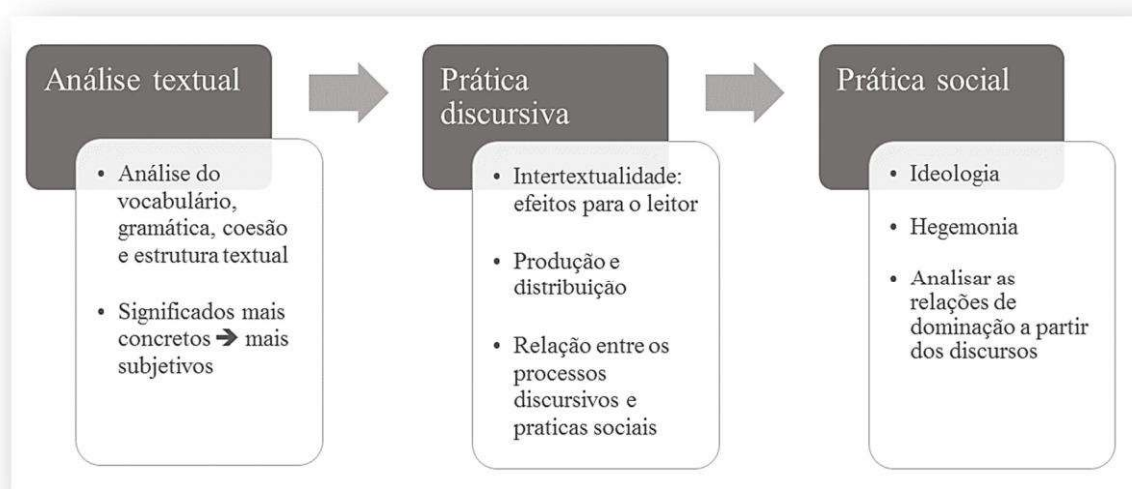 Análise textual
• Análise do
vocabulário,
gramática, coesão
e estrutura textual
• Significados mais
concretos ➔ mais
subjetivos
Prática
discursiva
• Intertextualidade:
efeitos para o leitor
• Produção e
distribuição
• Relação entre os
processos
discursivos e
praticas sociais
Prática social
• Ideologia
• Hegemonia
• Analisar as
relações de
dominação a partir
dos discursos